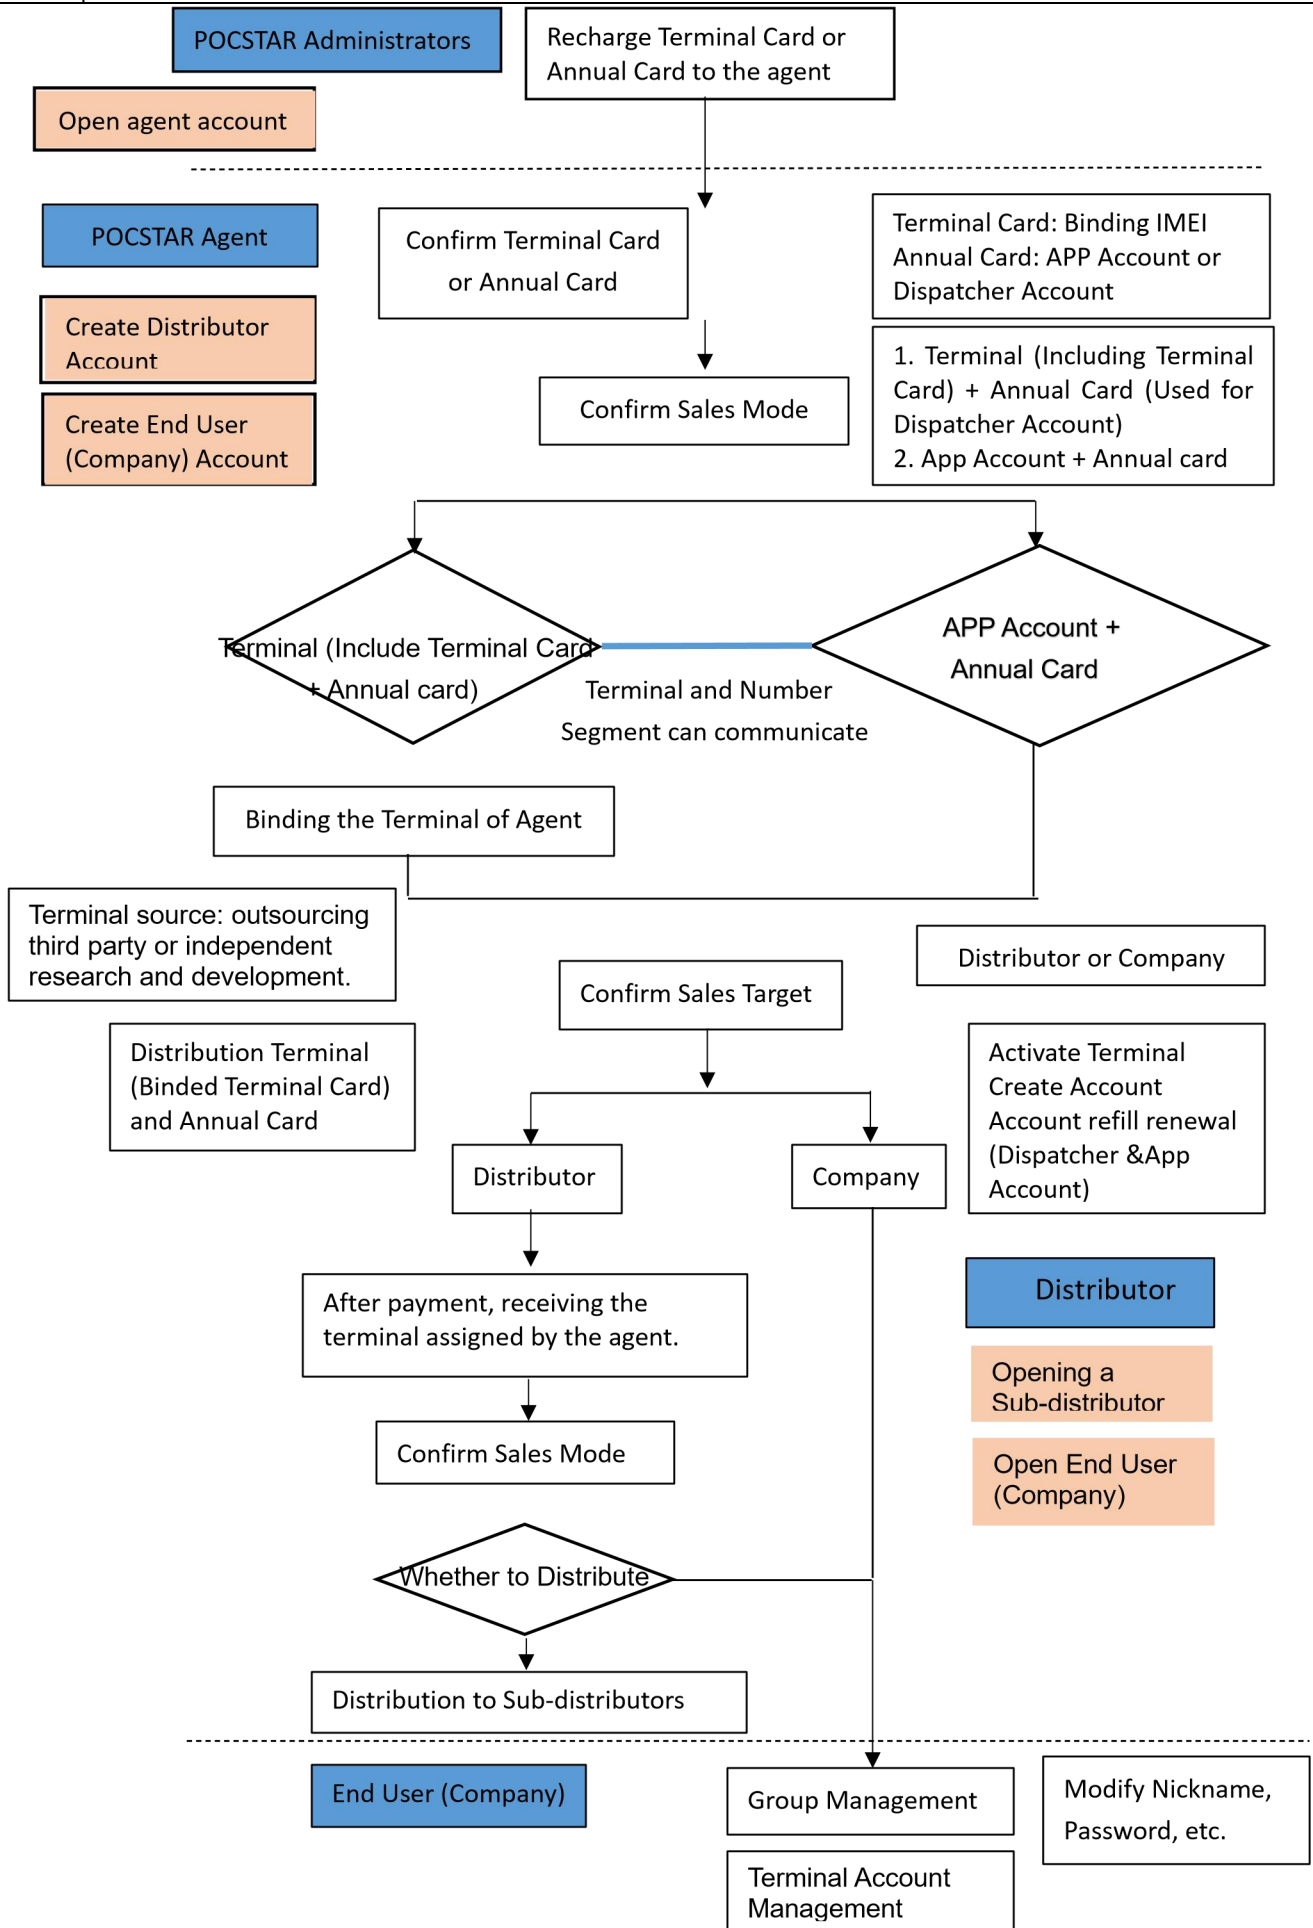 POCSTAR Administrators
Recharge Terminal Card or
Annual Card to the agent
Open agent account
POCSTAR Agent
Confirm Terminal Card
or Annual Card
Terminal Card: Binding IMEI
Annual Card: APP Account or
Dispatcher Account
Create Distributor
Account
1. Terminal (Including Terminal
Card) + Annual Card (Used for
Dispatcher Account)
2. App Account + Annual card
Confirm Sales Mode
Create End User
(Company) Account
Terminal (Include Terminal Card
+ Annual card)
APP Account +
Annual Card
Terminal and Number
Segment can communicate
Binding the Terminal of Agent
Terminal source: outsourcing
third party or independent
research and development.
Distributor or Company
Confirm Sales Target
Distribution Terminal
(Binded Terminal Card)
and Annual Card
Activate Terminal
Create Account
Account refill renewal
(Dispatcher &App
Account)
Distributor
Company
After payment, receiving the
terminal assigned by the agent.
Distributor
Opening a
Sub-distributor
Confirm Sales Mode
Open End User
(Company)
Whether to Distribute
Distribution to Sub-distributors
End User (Company)
Group Management
Modify Nickname,
Password, etc.
Terminal Account
Management